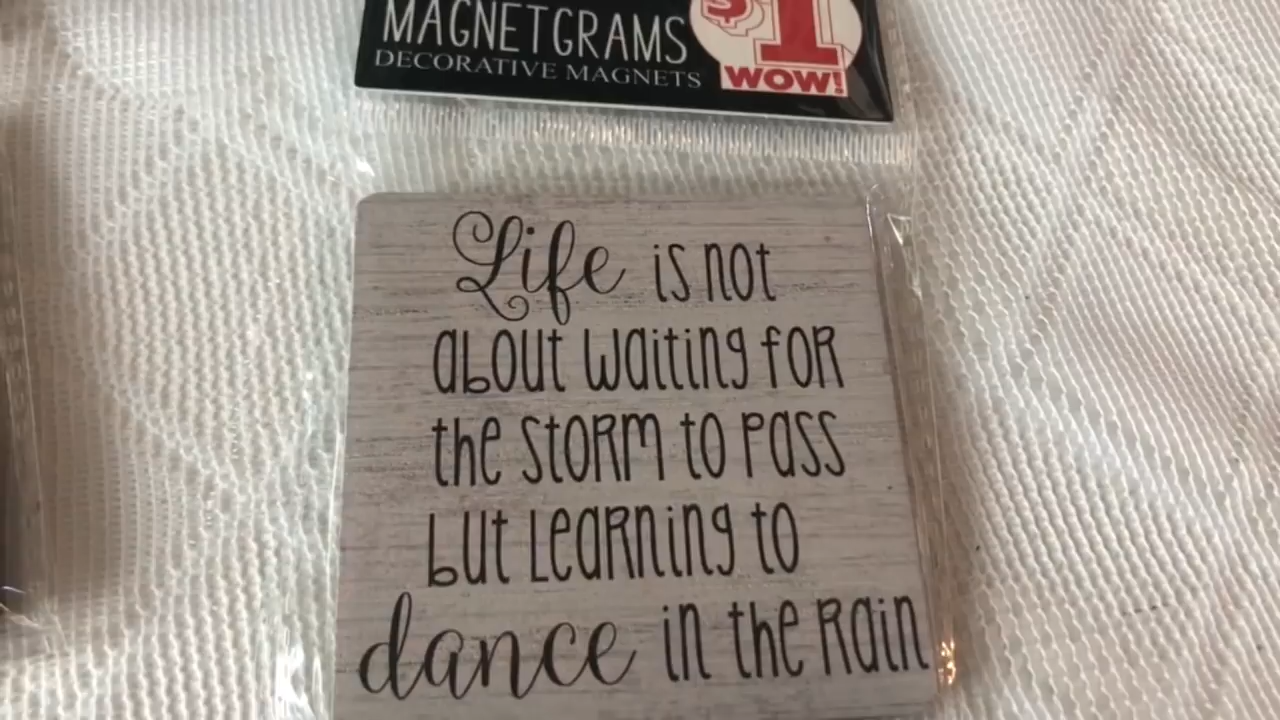 MAGNETGRAMS
DECORATIVE MAGNETS
$1
WOW!
Life is not
about waiting for
the storm to pass
but learning to
dance in the rain